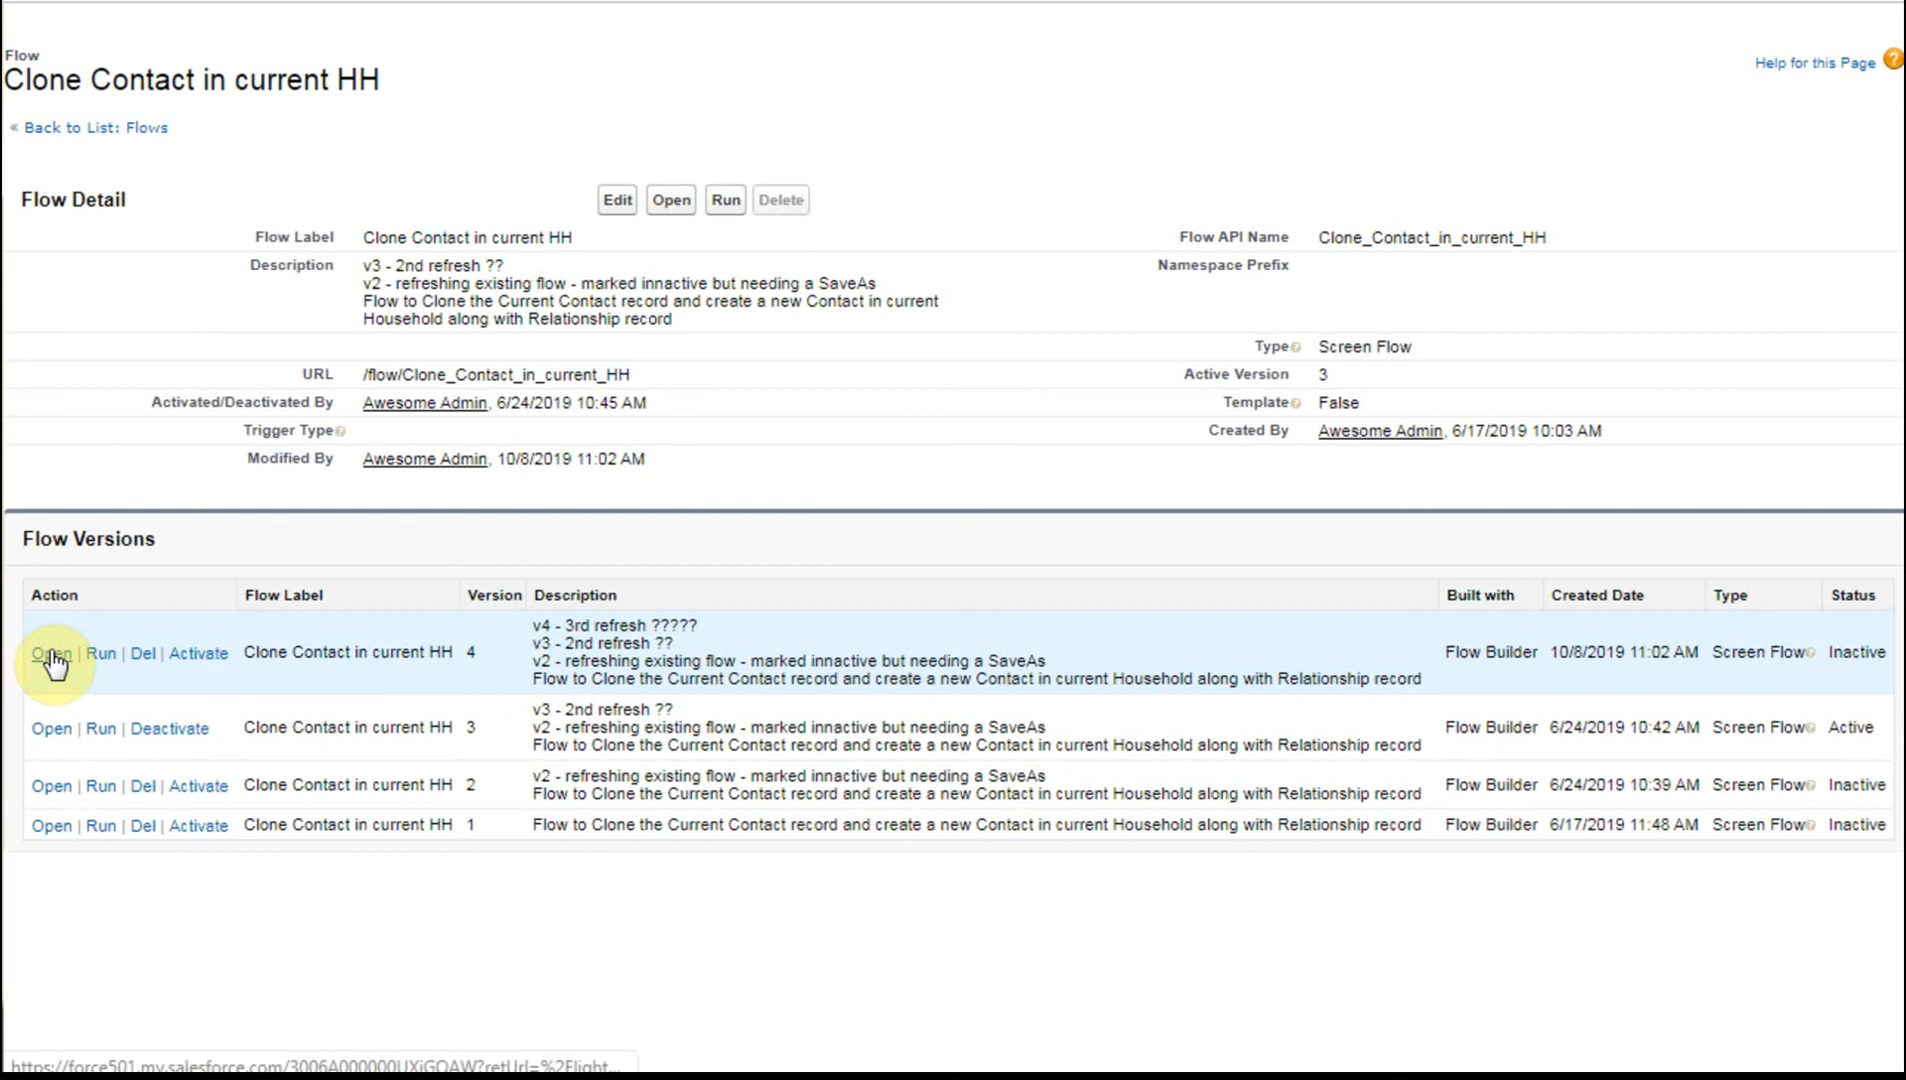 Flow
Clone Contact in current HH
Help for this Page ?
« Back to List: Flows
Flow Detail
Edit Open Run Delete
Flow Label Clone Contact in current HH Flow API Name Clone_Contact_in_current_HH
Description v3 - 2nd refresh ?? Namespace Prefix
v2 - refreshing existing flow - marked innactive but needing a SaveAs
Flow to Clone the Current Contact record and create a new Contact in current
Household along with Relationship record
Type Screen Flow
URL /flow/Clone_Contact_in_current_HH Active Version 3
Activated/Deactivated By Awesome Admin, 6/24/2019 10:45 AM Template False
Trigger Type Created By Awesome Admin, 6/17/2019 10:03 AM
Modified By Awesome Admin, 10/8/2019 11:02 AM
Flow Versions
Action Flow Label Version Description Built with Created Date Type Status
v4 - 3rd refresh ?????
v3 - 2nd refresh ??
Open | Run | Del | Activate Clone Contact in current HH 4 v2 - refreshing existing flow - marked innactive but needing a SaveAs Flow Builder 10/8/2019 11:02 AM Screen Flow Inactive
Flow to Clone the Current Contact record and create a new Contact in current Household along with Relationship record
v3 - 2nd refresh ??
Open | Run | Deactivate Clone Contact in current HH 3 v2 - refreshing existing flow - marked innactive but needing a SaveAs Flow Builder 6/24/2019 10:42 AM Screen Flow Active
Flow to Clone the Current Contact record and create a new Contact in current Household along with Relationship record
v2 - refreshing existing flow - marked innactive but needing a SaveAs
Open | Run | Del | Activate Clone Contact in current HH 2 Flow to Clone the Current Contact record and create a new Contact in current Household along with Relationship record Flow Builder 6/24/2019 10:39 AM Screen Flow Inactive
Open | Run | Del | Activate Clone Contact in current HH 1 Flow to Clone the Current Contact record and create a new Contact in current Household along with Relationship record Flow Builder 6/17/2019 11:48 AM Screen Flow Inactive